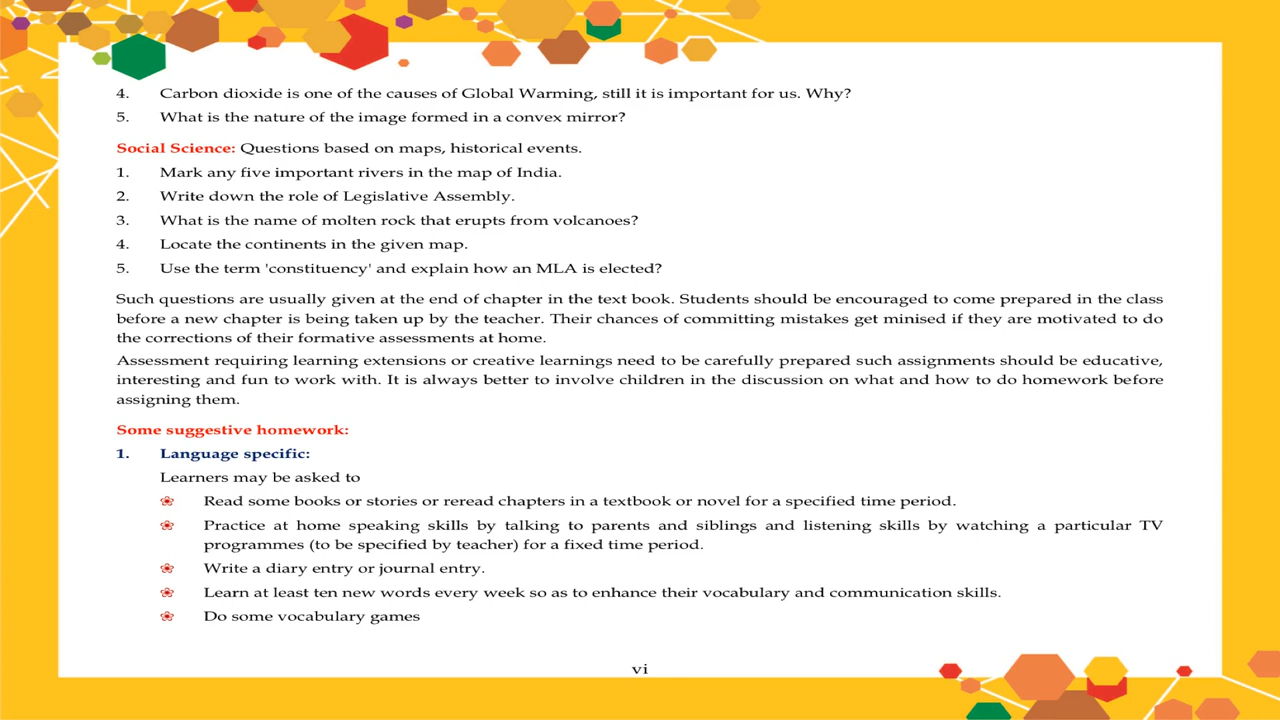 4. Carbon dioxide is one of the causes of Global Warming, still it is important for us. Why?
5. What is the nature of the image formed in a convex mirror?
Social Science: Questions based on maps, historical events.
1. Mark any five important rivers in the map of India.
2. Write down the role of Legislative Assembly.
3. What is the name of molten rock that erupts from volcanoes?
4. Locate the continents in the given map.
5. Use the term 'constituency' and explain how an MLA is elected?
Such questions are usually given at the end of chapter in the text book. Students should be encouraged to come prepared in the class
before a new chapter is being taken up by the teacher. Their chances of committing mistakes get minised if they are motivated to do
the corrections of their formative assessments at home.
Assessment requiring learning extensions or creative learnings need to be carefully prepared such assignments should be educative,
interesting and fun to work with. It is always better to involve children in the discussion on what and how to do homework before
assigning them.
Some suggestive homework:
1. Language specific:
Learners may be asked to
❀ Read some books or stories or reread chapters in a textbook or novel for a specified time period.
❀ Practice at home speaking skills by talking to parents and siblings and listening skills by watching a particular TV
programmes (to be specified by teacher) for a fixed time period.
❀ Write a diary entry or journal entry.
❀ Learn at least ten new words every week so as to enhance their vocabulary and communication skills.
❀ Do some vocabulary games
vi